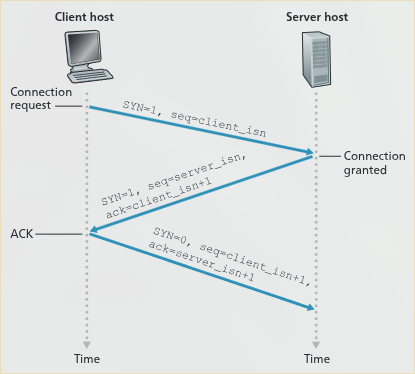 Client host
Server host
Connection
request
SYN=1, seq=client_isn
Connection
granted
SYN=1, seq=server_isn,
ack=client_isn+1
ACK
SYN=0, seq=client_isn+1,
ack=server_isn+1
Time
Time